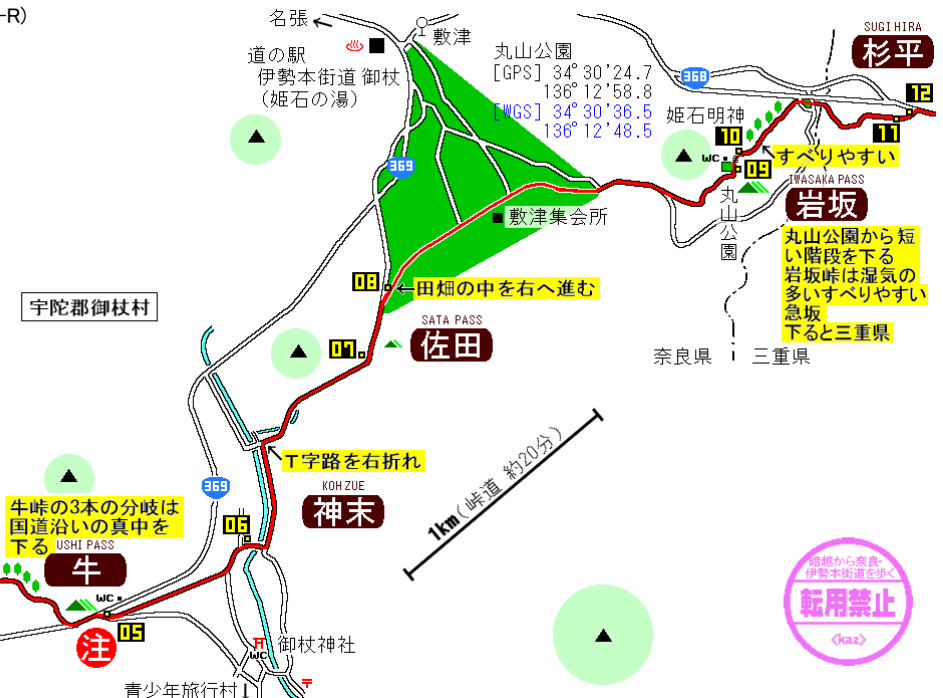 -R)
名張
敷津
道の駅
伊勢本街道 御杖
(姫石の湯)
丸山公園
[GPS] 34°30'24.7
136°12'58.8
[WGS] 34°30'36.5
136°12'48.5
368
SUGIHIRA
杉平
12
11
姫石明神
10
WC
09
すべりやすい
IWASAKA PASS
岩坂
丸山公園
369
敷津集会所
丸山公園から短
い階段を下る
岩坂峠は湿気の
多いすべりやすい
急坂
下ると三重県
08
田畑の中を右へ進む
宇陀郡御杖村
SATA PASS
佐田
07
奈良県
三重県
T字路を右折れ
1km(峠道 約20分)
369
KOHZUE
神末
牛峠の3本の分岐は
国道沿いの真中を
下る
USHI PASS
牛
06
WC
05
注
御杖神社
WC
青少年旅行村
暗越から奈良・
伊勢本街道を歩く
転用禁止
<kaz>